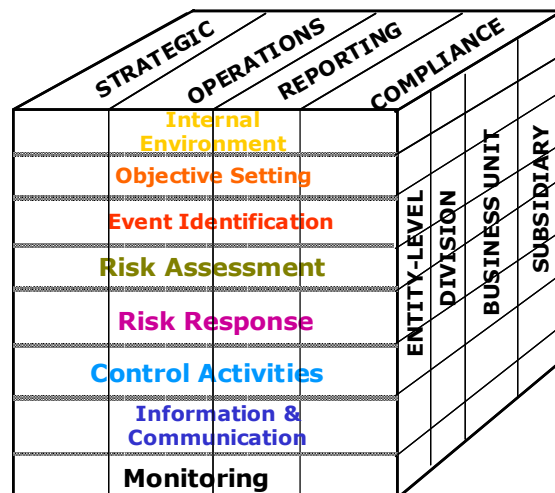 STRATEGIC
OPERATIONS
REPORTING
COMPLIANCE
Internal
Environment
Objective Setting
Event Identification
Risk Assessment
Risk Response
Control Activities
Information &
Communication
Monitoring
ENTITY-LEVEL
DIVISION
BUSINESS UNIT
SUBSIDIARY